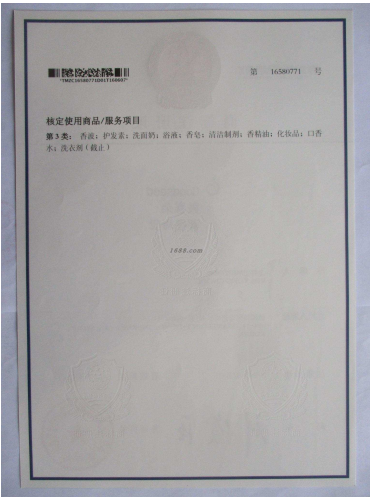 第 16580771 号
核定使用商品/服务项目
第3类：香波；护发素；洗面奶；浴液；香皂；清洁制剂；香精油；化妆品；口香
水；洗衣剂（截止）
1688.com